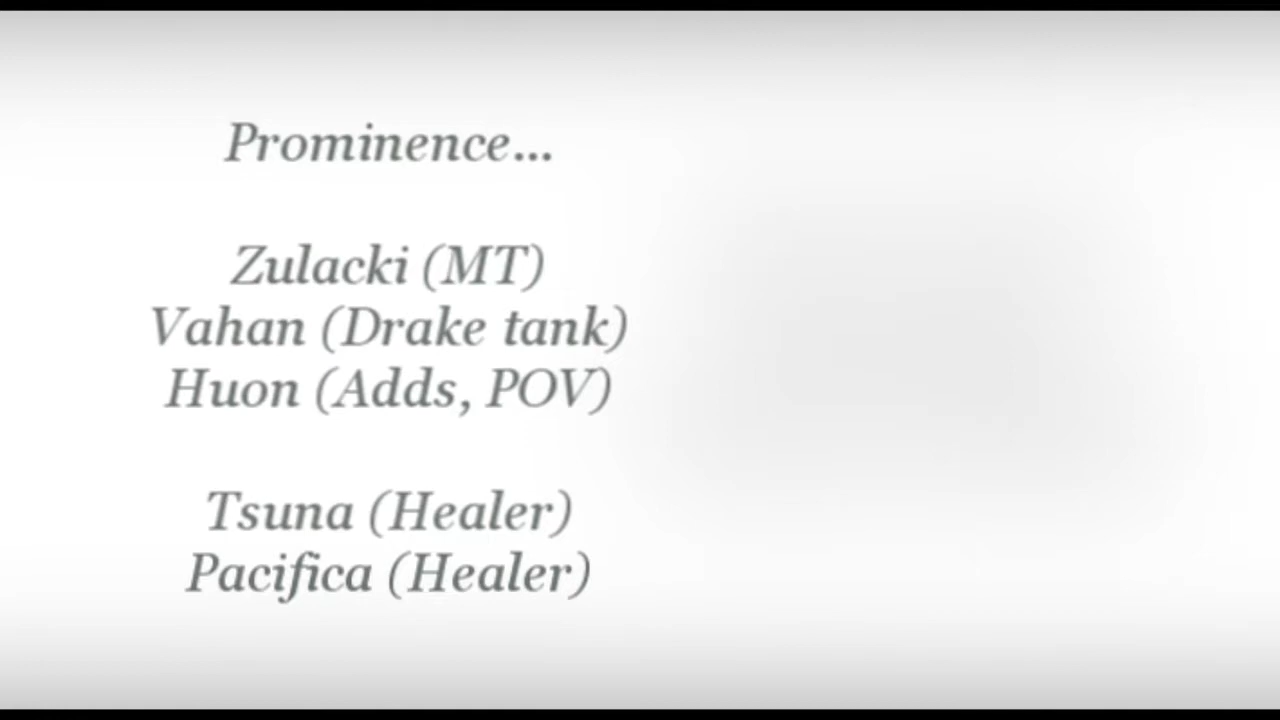 Prominence...
Zulacki (MT)
Vahan (Drake tank)
Huon (Adds, POV)
Tsuna (Healer)
Pacifica (Healer)